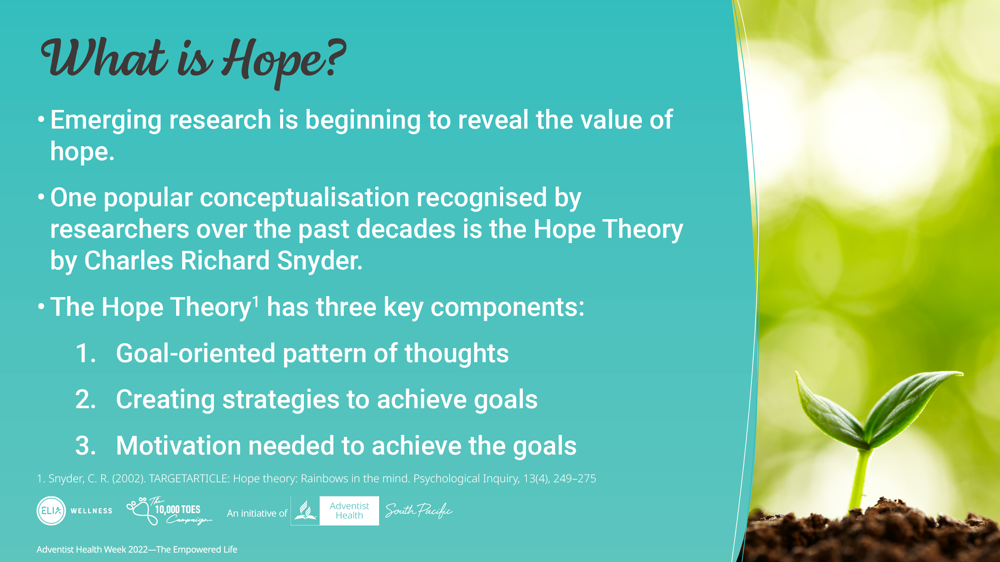 What is Hope?
• Emerging research is beginning to reveal the value of
hope.
• One popular conceptualisation recognised by
researchers over the past decades is the Hope Theory
by Charles Richard Snyder.
• The Hope Theory¹ has three key components:
1. Goal-oriented pattern of thoughts
2. Creating strategies to achieve goals
3. Motivation needed to achieve the goals
1. Snyder, C. R. (2002). TARGETARTICLE: Hope theory: Rainbows in the mind. Psychological Inquiry, 13(4), 249–275
ELIA WELLNESS
The
10,000 TOES
Campaign
An initiative of
Adventist
Health
South Pacific
Adventist Health Week 2022—The Empowered Life